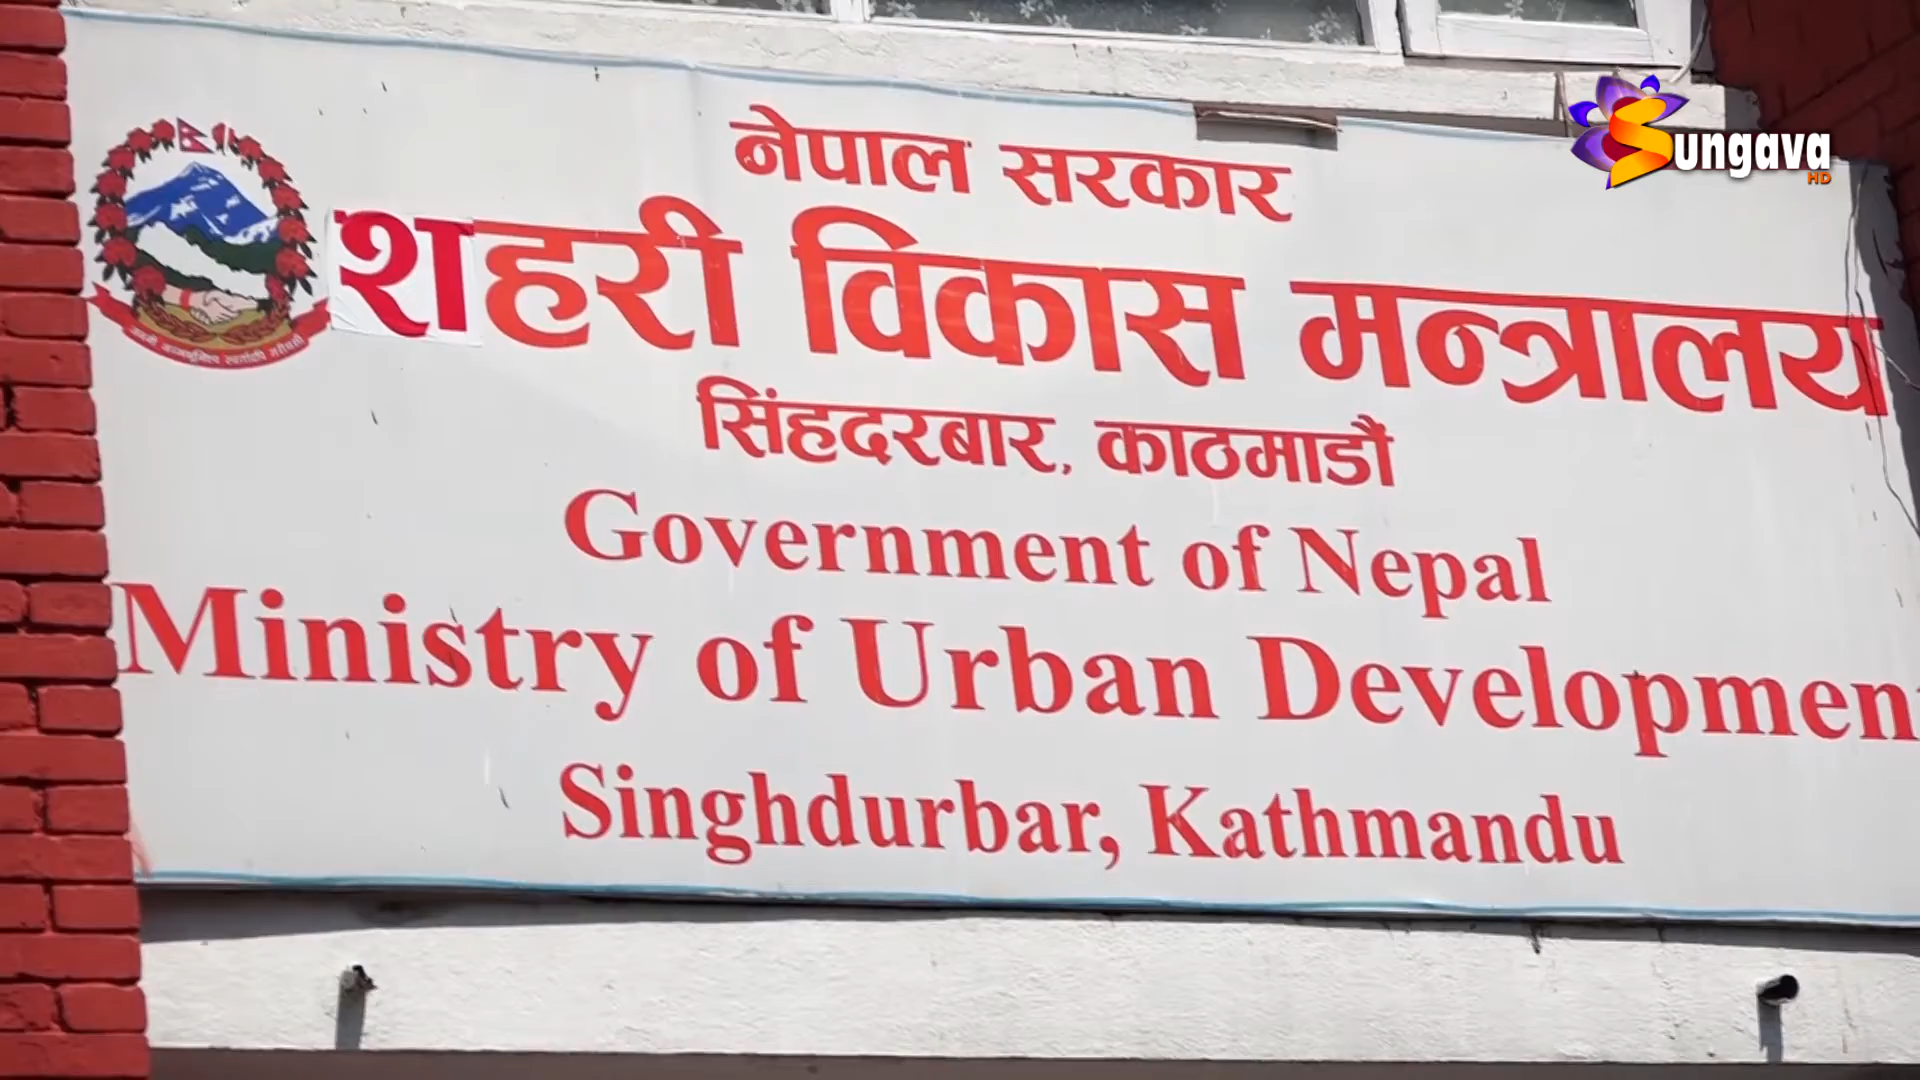 Sungava
HD
नेपाल सरकार
शहरी विकास मन्त्रालय
सिंहदरबार, काठमाडौं
Government of Nepal
Ministry of Urban Developmen
Singhdurbar, Kathmandu